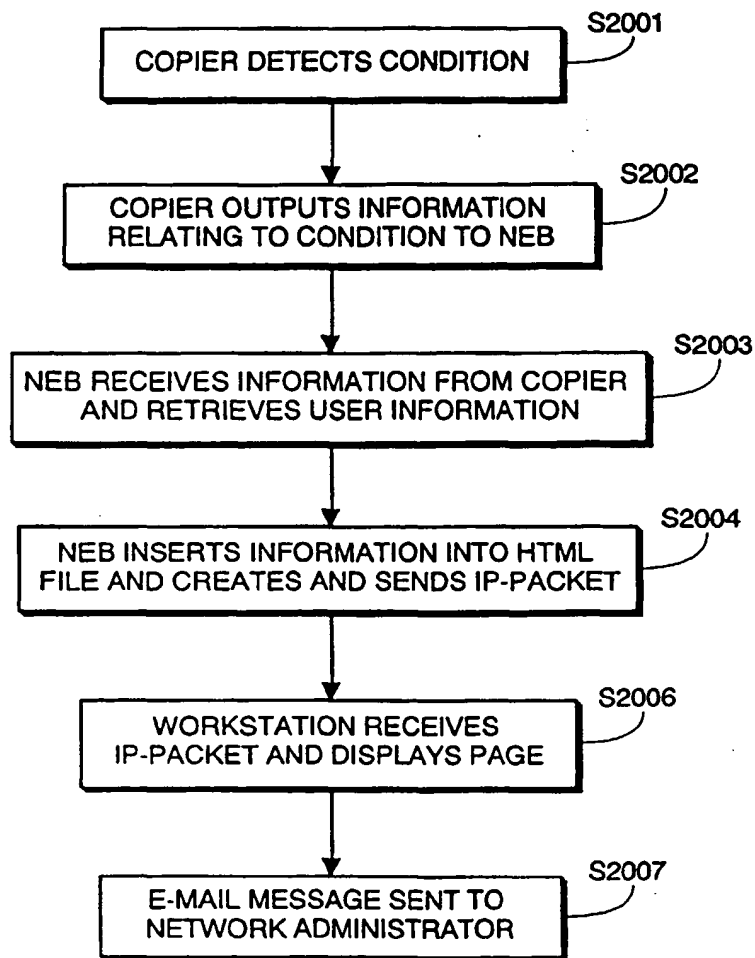 S2001
COPIER DETECTS CONDITION
S2002
COPIER OUTPUTS INFORMATION
RELATING TO CONDITION TO NEB
S2003
NEB RECEIVES INFORMATION FROM COPIER
AND RETRIEVES USER INFORMATION
S2004
NEB INSERTS INFORMATION INTO HTML
FILE AND CREATES AND SENDS IP-PACKET
S2006
WORKSTATION RECEIVES
IP-PACKET AND DISPLAYS PAGE
S2007
E-MAIL MESSAGE SENT TO
NETWORK ADMINISTRATOR